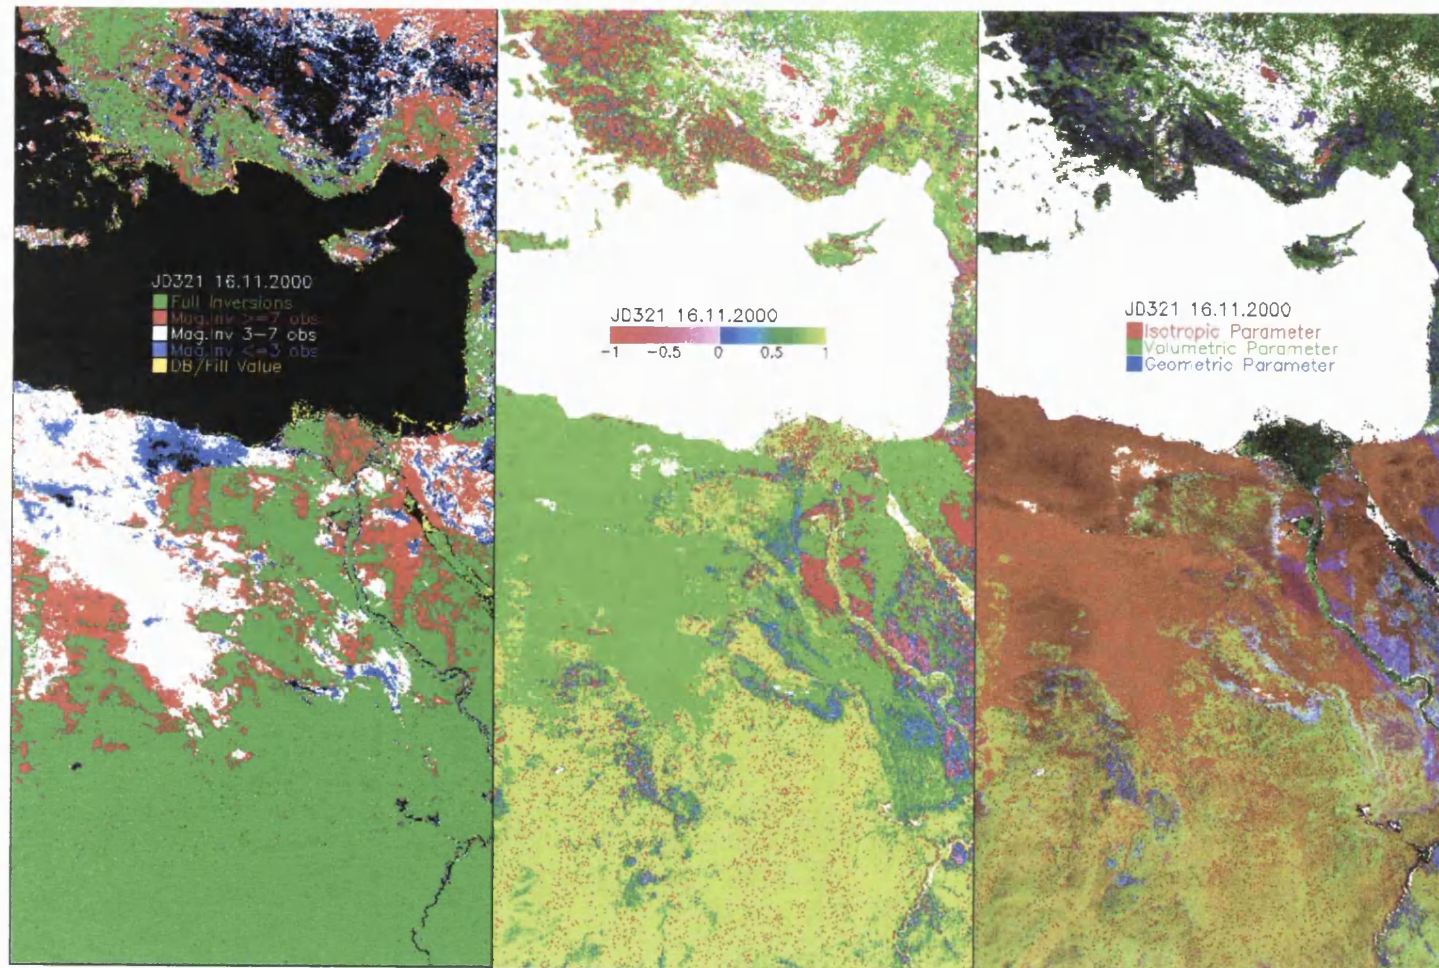 JD321 16.11.2000
Full Inversions
Mag.Inv >=7 obs
Mag.Inv 3-7 obs
Mag.Inv <=3 obs
DB/Fill Value
JD321 16.11.2000
-1 -0.5 0 0.5 1
JD321 16.11.2000
Isotropic Parameter
Volumetric Parameter
Geometric Parameter